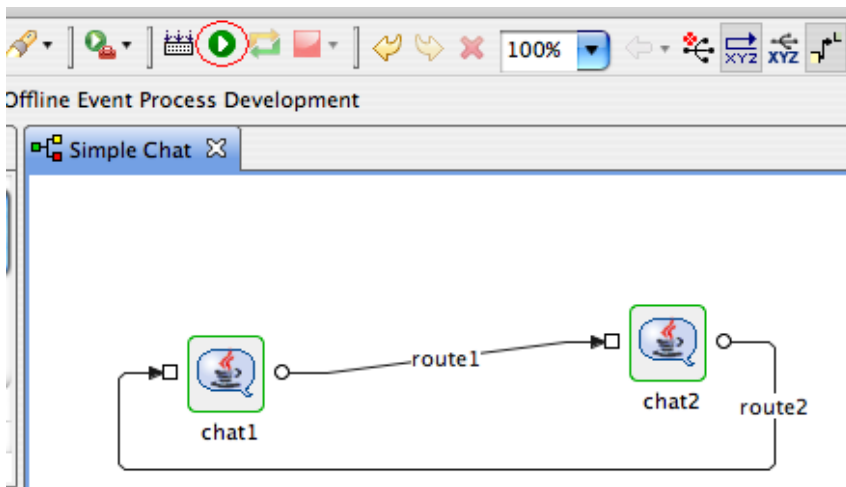 100%
XYZ XYZ
Offline Event Process Development
Simple Chat
route1
chat1
chat2
route2